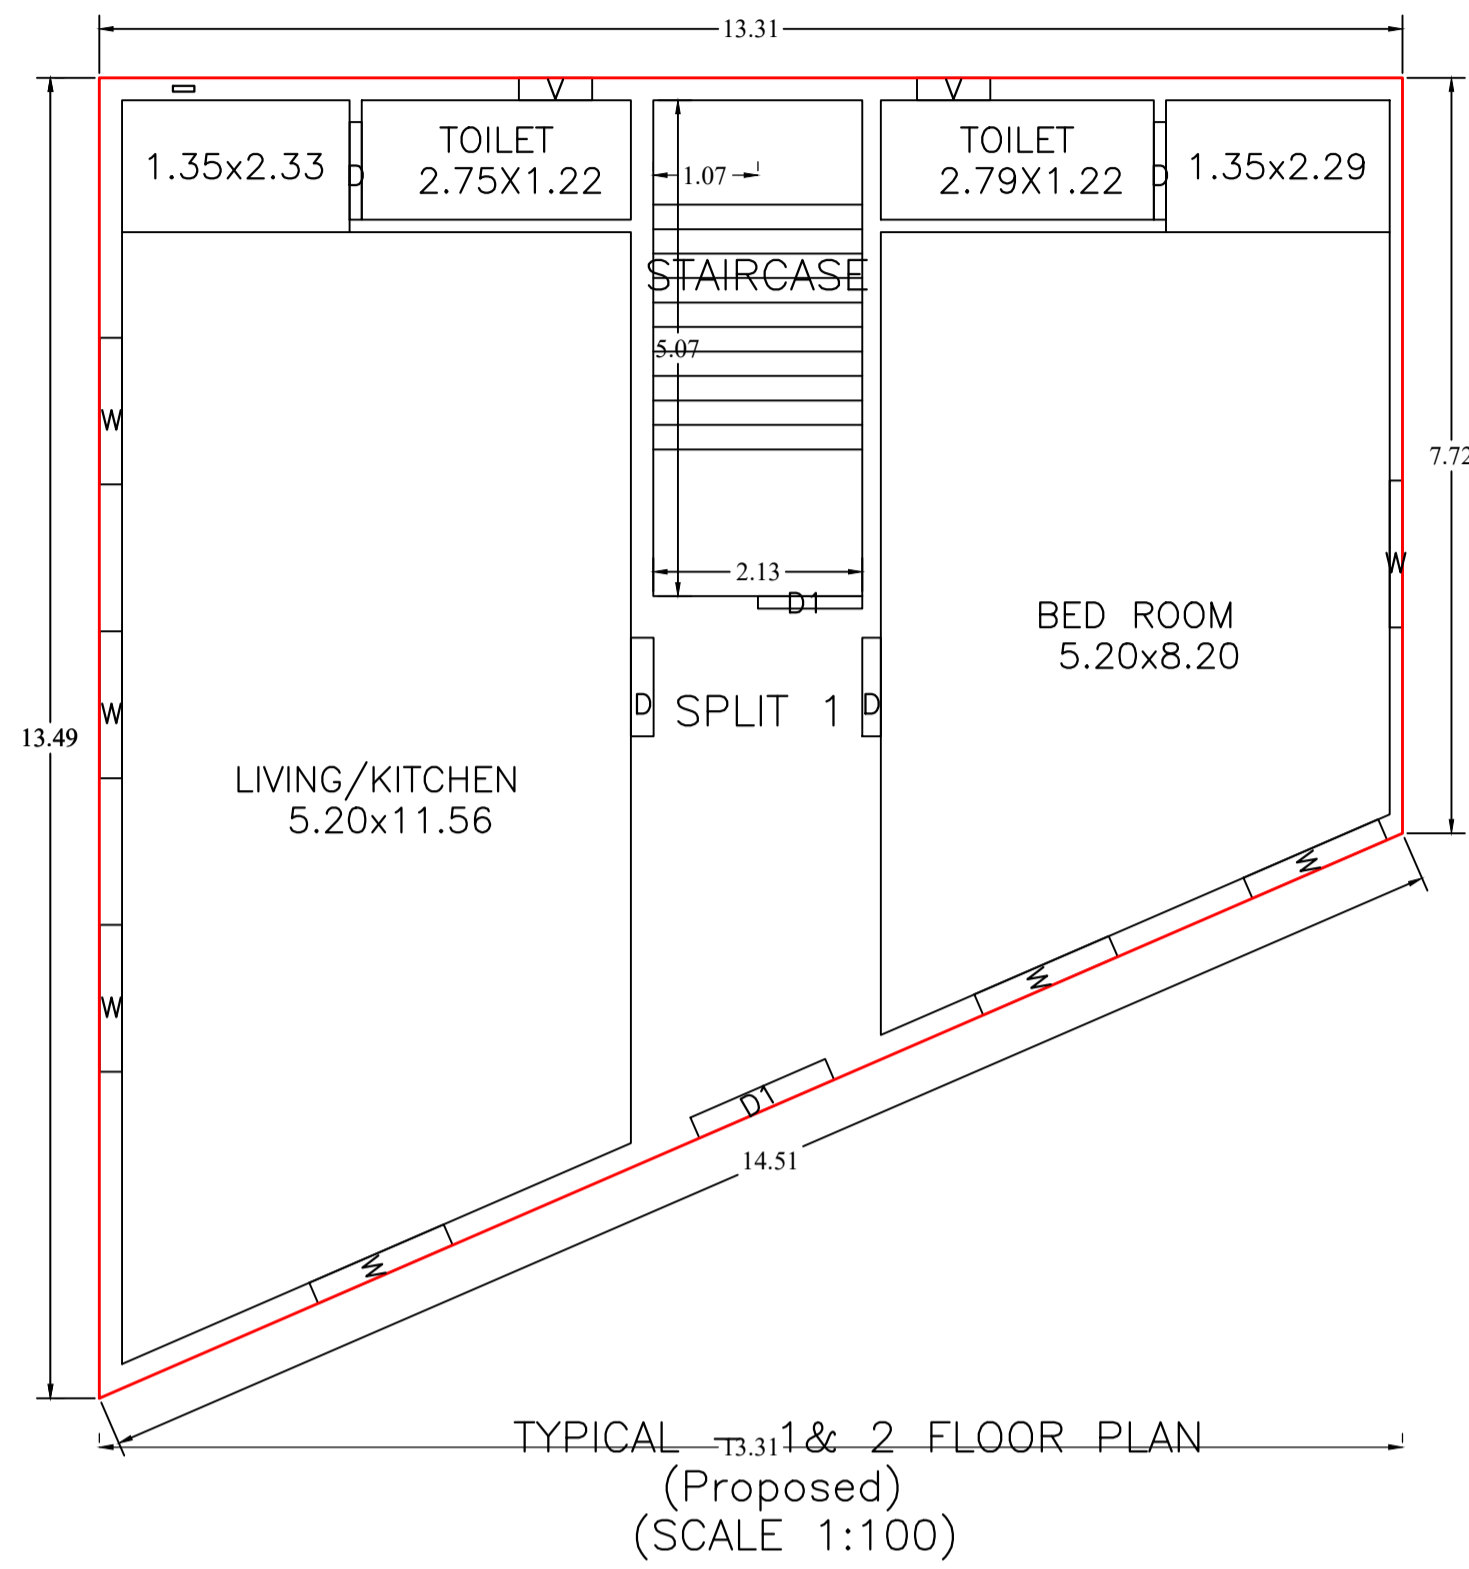 13.31
V
V
1.35x2.33
D
TOILET
2.75X1.22
1.07
TOILET
2.79X1.22
D
1.35x2.29
STAIRCASE
5.07
W
7.72
2.13
D1
W
BED ROOM
5.20x8.20
D
SPLIT 1
D
W
13.49
LIVING/KITCHEN
5.20x11.56
W
W
W
D1
14.51
W
TYPICAL - 1& 2 FLOOR PLAN
13.31
(Proposed)
(SCALE 1:100)